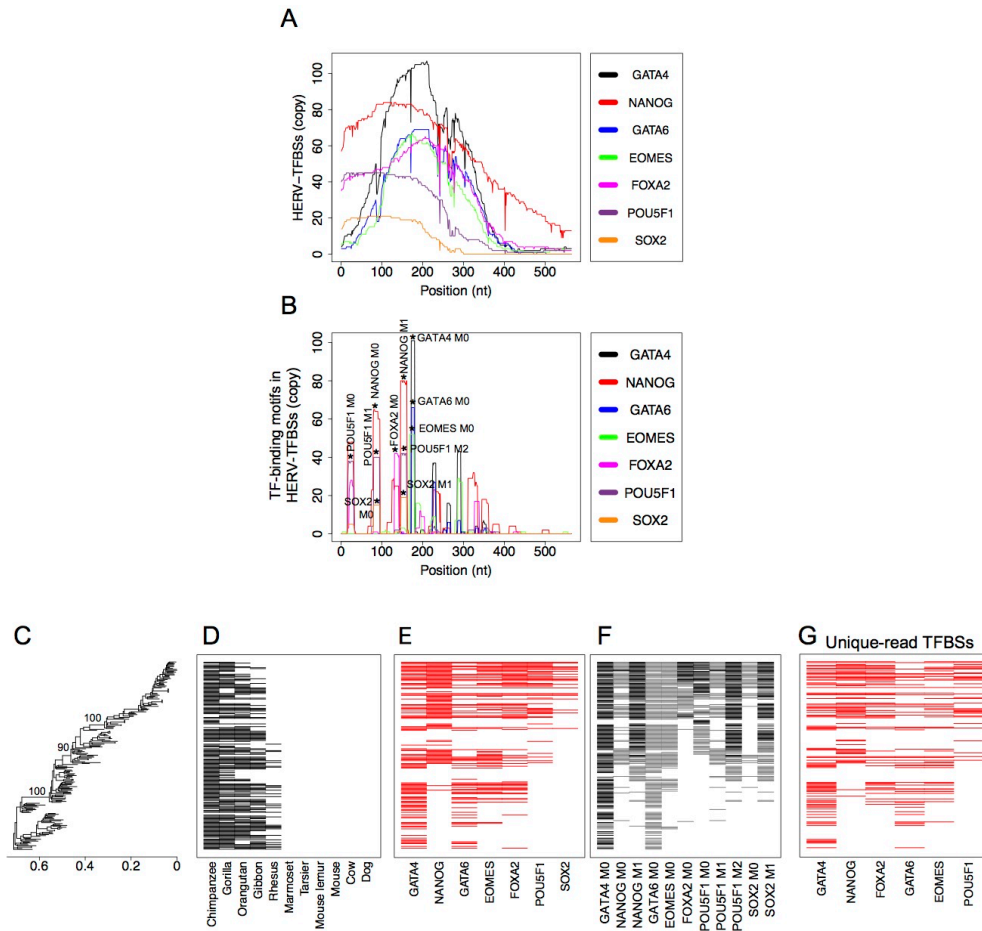 A
HERV-TFBSs (copy)
0 20 40 60 80 100
0 100 200 300 400 500
Position (nt)
GATA4
NANOG
GATA6
EOMES
FOXA2
POU5F1
SOX2
B
TF-binding motifs in
HERV-TFBSs (copy)
0 20 40 60 80 100
POU5F1 M0
POU5F1 M1
NANOG M0
FOXA2 M0
NANOG M1
GATA4 M0
GATA6 M0
EOMES M0
POU5F1 M2
SOX2 M1
SOX2
M0
0 100 200 300 400 500
Position (nt)
GATA4
NANOG
GATA6
EOMES
FOXA2
POU5F1
SOX2
C
100
90
100
0.6 0.4 0.2 0
D
Chimpanzee
Gorilla
Orangutan
Gibbon
Rhesus
Marmoset
Tarsier
Mouse lemur
Mouse
Cow
Dog
E
GATA4
NANOG
GATA6
EOMES
FOXA2
POU5F1
SOX2
F
GATA4 M0
NANOG M0
NANOG M1
GATA6 M0
EOMES M0
FOXA2 M0
POU5F1 M0
POU5F1 M1
POU5F1 M2
SOX2 M0
SOX2 M1
G
Unique-read TFBSs
GATA4
NANOG
FOXA2
GATA6
EOMES
POU5F1